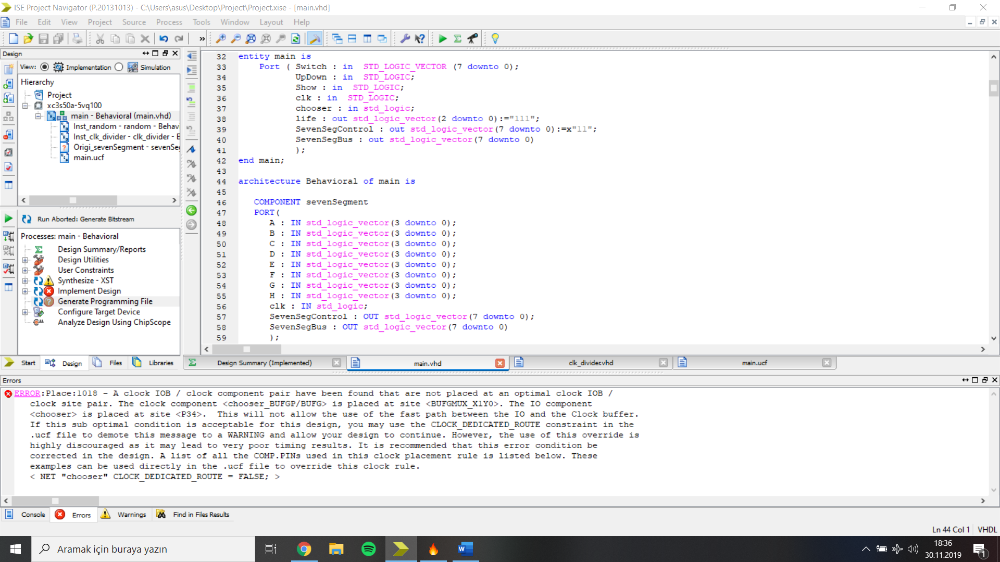 ISE Project Navigator (P.20131013) - C:\Users\asus\Desktop\Project\Project.xise - [main.vhd]
File Edit View Project Source Process Tools Window Layout Help
Design
View: Implementation Simulation
Hierarchy
Project
xc3s50a-5vq100
main - Behavioral (main.vhd)
Inst_random - random - Behav
Inst_clk_divider - clk_divider - B
Origi_sevenSegment - sevenSe
main.ucf
Run Aborted: Generate Bitstream
Processes: main - Behavioral
Design Summary/Reports
Design Utilities
User Constraints
Synthesize - XST
Implement Design
Generate Programming File
Configure Target Device
Analyze Design Using ChipScope
Start Design Files Libraries
32 entity main is
33 Port ( Switch : in STD_LOGIC_VECTOR (7 downto 0);
34 UpDown : in STD_LOGIC;
35 Show : in STD_LOGIC;
36 clk : in STD_LOGIC;
37 chooser : in std_logic;
38 life : out std_logic_vector(2 downto 0):="111";
39 SevenSegControl : out std_logic_vector(7 downto 0):=x"11";
40 SevenSegBus : out std_logic_vector(7 downto 0)
41 );
42 end main;
43
44 architecture Behavioral of main is
45
46 COMPONENT sevenSegment
47 PORT(
48 A : IN std_logic_vector(3 downto 0);
49 B : IN std_logic_vector(3 downto 0);
50 C : IN std_logic_vector(3 downto 0);
51 D : IN std_logic_vector(3 downto 0);
52 E : IN std_logic_vector(3 downto 0);
53 F : IN std_logic_vector(3 downto 0);
54 G : IN std_logic_vector(3 downto 0);
55 H : IN std_logic_vector(3 downto 0);
56 clk : IN std_logic;
57 SevenSegControl : OUT std_logic_vector(7 downto 0);
58 SevenSegBus : OUT std_logic_vector(7 downto 0)
59 );
Design Summary (Implemented) main.vhd clk_divider.vhd main.ucf
Errors
ERROR:Place:1018 - A clock IOB / clock component pair have been found that are not placed at an optimal clock IOB /
clock site pair. The clock component <chooser_BUFGP/BUFG> is placed at site <BUFGMUX_X1Y0>. The IO component
<chooser> is placed at site <P34>. This will not allow the use of the fast path between the IO and the Clock buffer.
If this sub optimal condition is acceptable for this design, you may use the CLOCK_DEDICATED_ROUTE constraint in the
.ucf file to demote this message to a WARNING and allow your design to continue. However, the use of this override is
highly discouraged as it may lead to very poor timing results. It is recommended that this error condition be
corrected in the design. A list of all the COMP.PINs used in this clock placement rule is listed below. These
examples can be used directly in the .ucf file to override this clock rule.
< NET "chooser" CLOCK_DEDICATED_ROUTE = FALSE; >
Console Errors Warnings Find in Files Results
Ln 44 Col 1 VHDL
Aramak için buraya yazın
18:36
30.11.2019
1